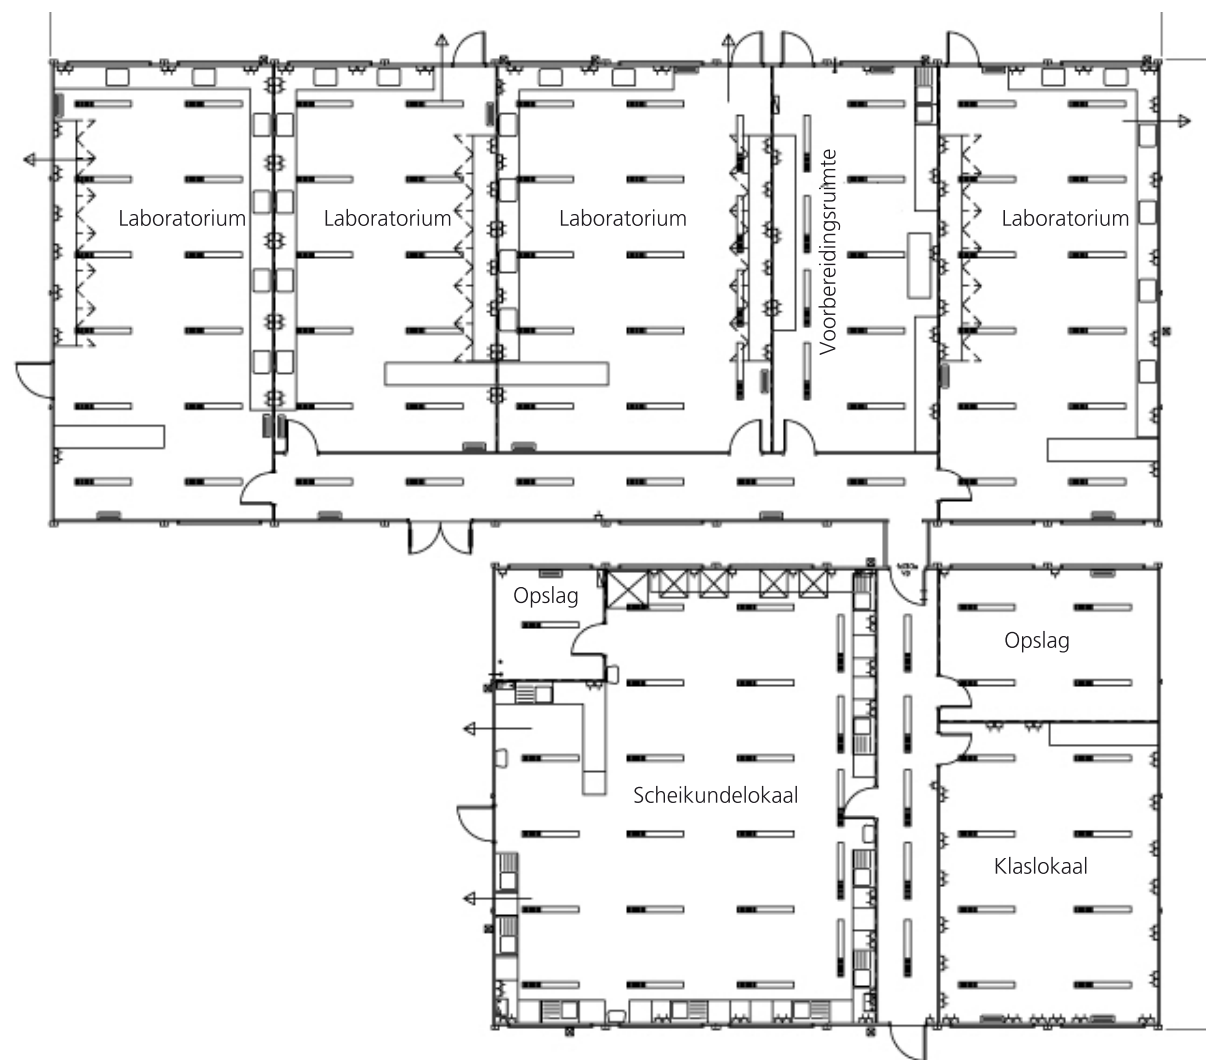 Laboratorium
Laboratorium
Laboratorium
Voorbereidingsruimte
Laboratorium
Opslag
Opslag
Scheikundelokaal
Klaslokaal